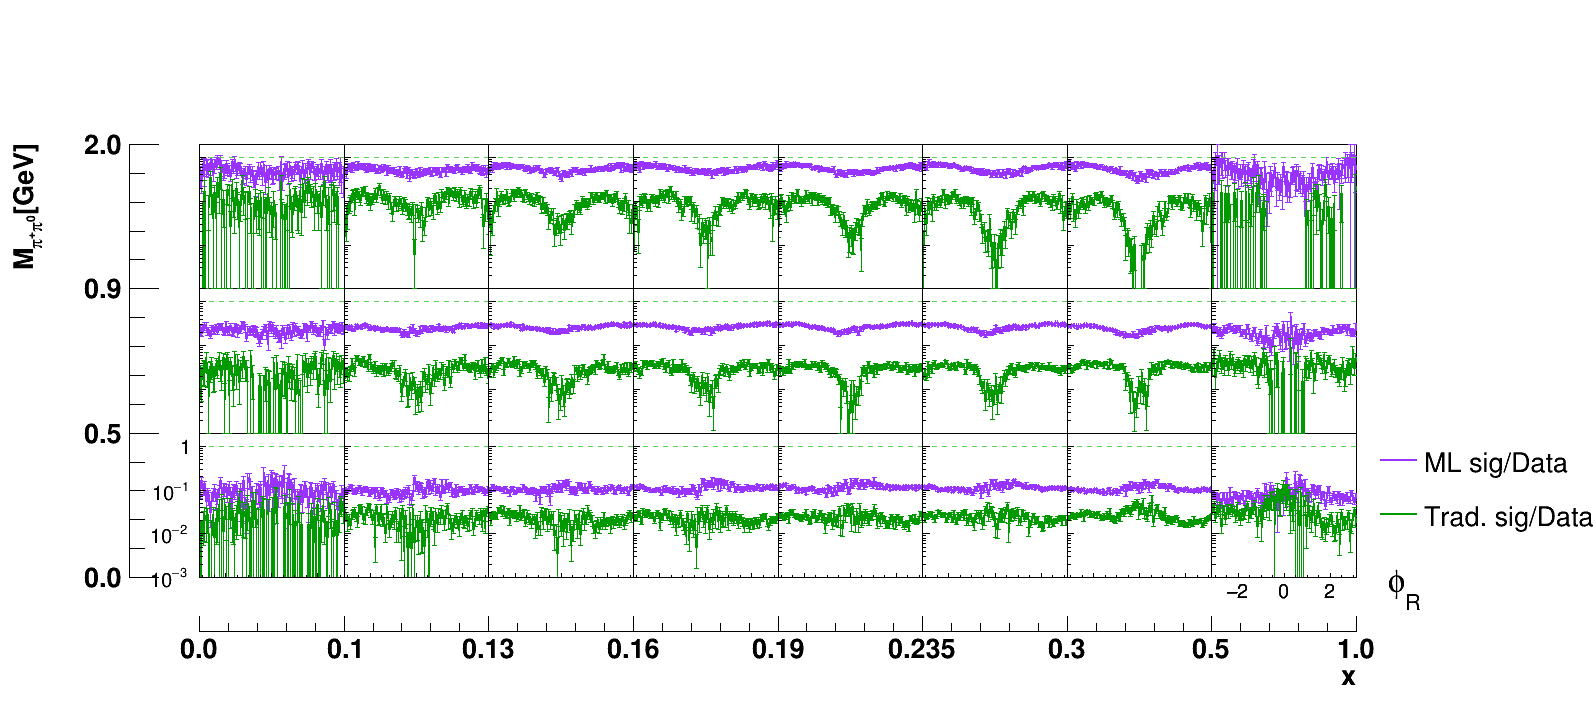 M_{π⁺π⁰}[GeV]
2.0
0.9
0.5
0.0
1
10⁻¹
10⁻²
10⁻³
ML sig/Data
Trad. sig/Data
−2 0 2
ϕ_R
0.0 0.1 0.13 0.16 0.19 0.235 0.3 0.5 1.0
x